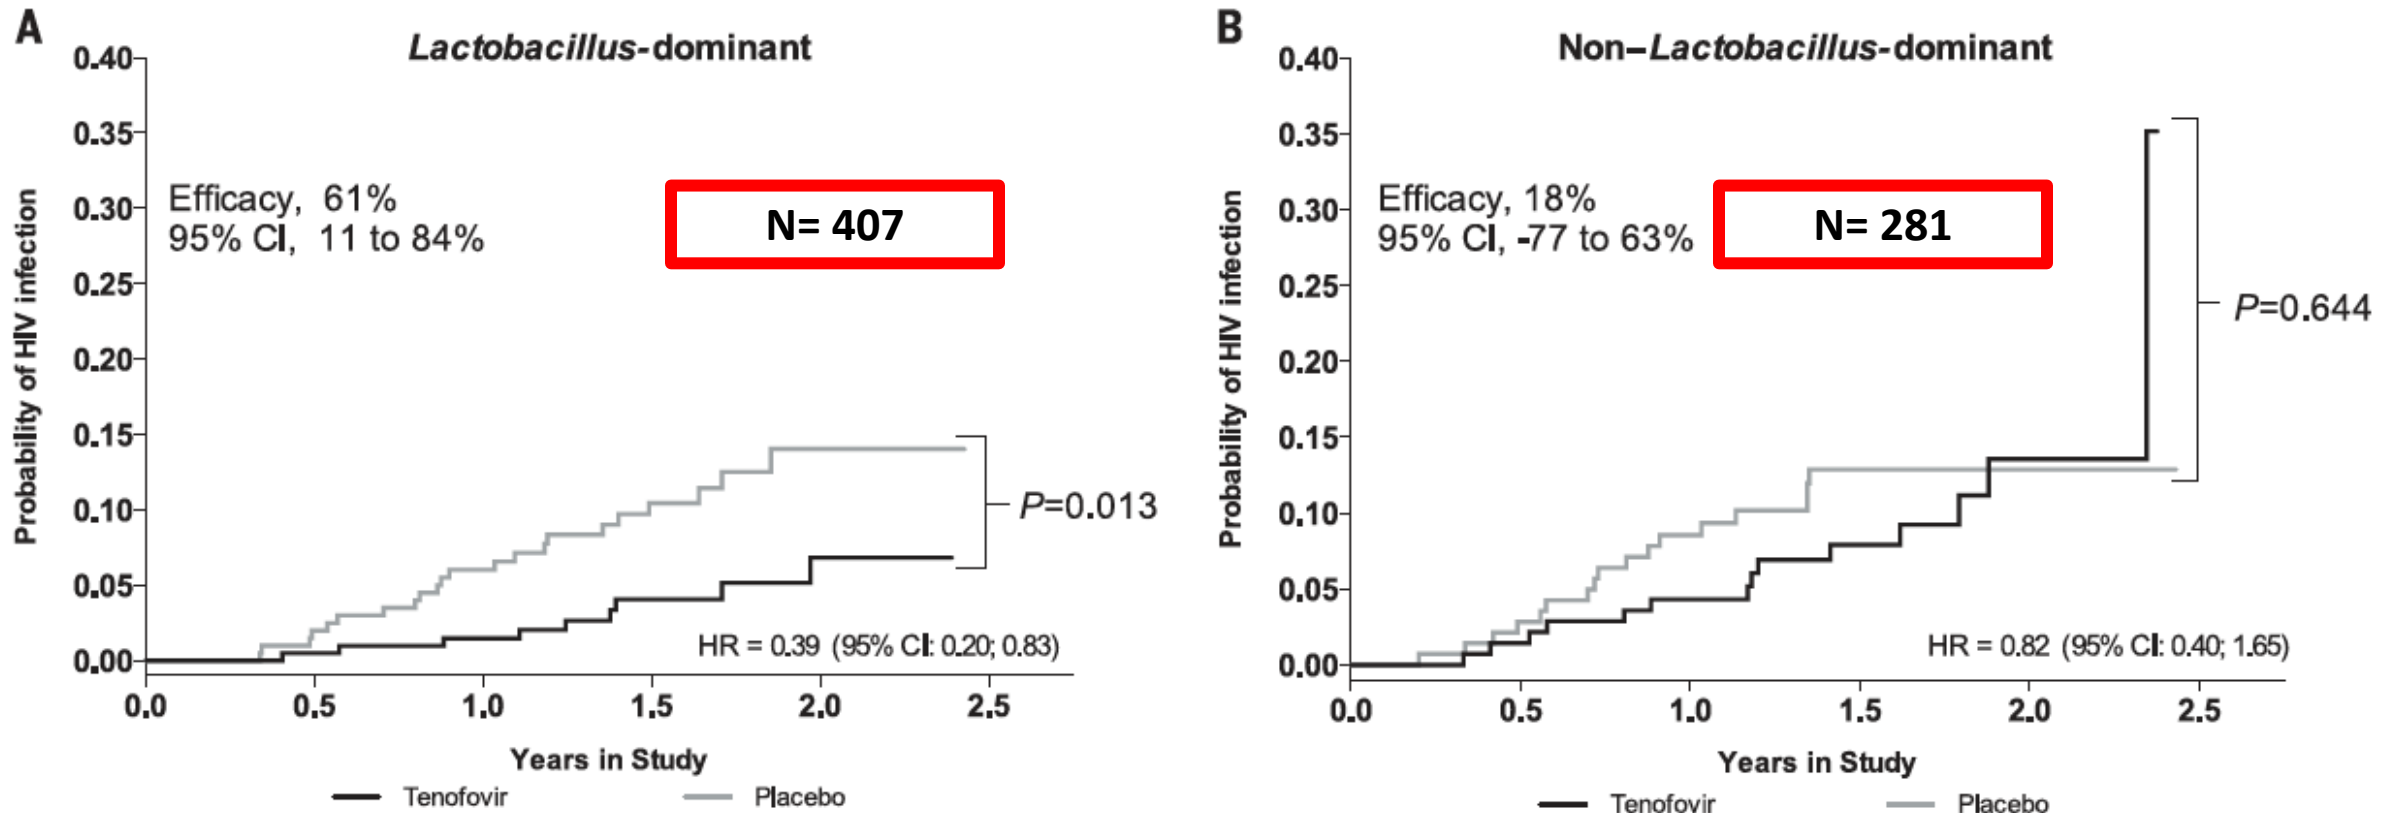 A
Lactobacillus-dominant
0.40
0.35
0.30
0.25
0.20
0.15
0.10
0.05
0.00
Probability of HIV infection
Efficacy, 61%
95% CI, 11 to 84%
N= 407
P=0.013
HR = 0.39 (95% CI: 0.20; 0.83)
0.0 0.5 1.0 1.5 2.0 2.5
Years in Study
Tenofovir Placebo
B
Non–Lactobacillus-dominant
0.40
0.35
0.30
0.25
0.20
0.15
0.10
0.05
0.00
Probability of HIV infection
Efficacy, 18%
95% CI, -77 to 63%
N= 281
P=0.644
HR = 0.82 (95% CI: 0.40; 1.65)
0.0 0.5 1.0 1.5 2.0 2.5
Years in Study
Tenofovir Placebo